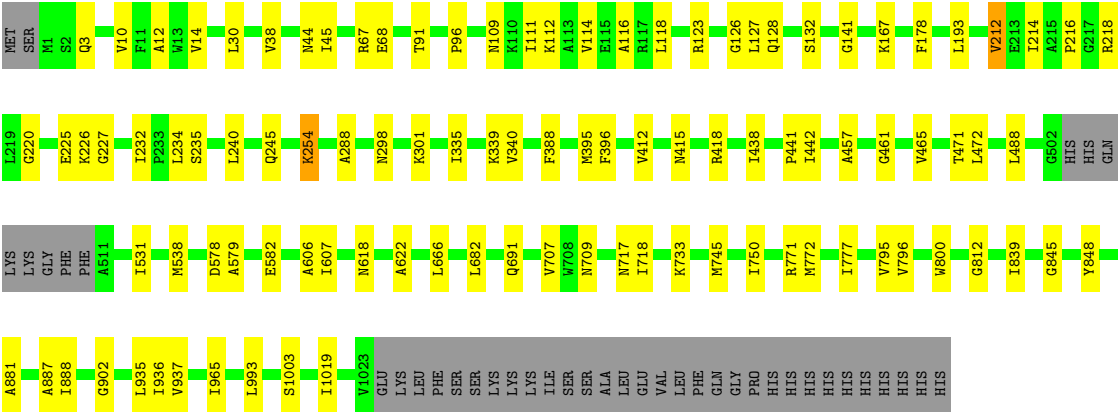 MET SER M1 S2 Q3 V10 F11 A12 W13 V14 L30 V38 N44 I45 R67 E68 T91 P96 N109 K110 I111 K112 A113 V114 E115 A116 R117 L118 R123 G126 L127 Q128 S132 G141 K167 F178 L193 V212 E213 I214 A215 P216 G217 R218
L219 G220 E225 K226 G227 I232 P233 L234 S235 L240 Q245 K254 A288 N298 K301 I335 K339 V340 F388 M395 F396 V412 N415 R418 I438 P441 I442 A457 G461 V465 T471 L472 L488 G502 HIS HIS GLN
LYS LYS GLY PHE PHE A511 I531 M538 D578 A579 E582 A606 I607 N618 A622 L666 L682 Q691 V707 W708 N709 N717 I718 K733 M745 I750 R771 M772 I777 V795 V796 W800 G812 I839 G845 Y848
A881 A887 I888 G902 L935 I936 V937 I965 L993 S1003 I1019 V1023 GLU LYS LEU PHE SER SER LYS LYS LYS ILE SER SER ALA LEU GLU VAL LEU PHE GLN GLY PRO HIS HIS HIS HIS HIS HIS HIS HIS HIS HIS